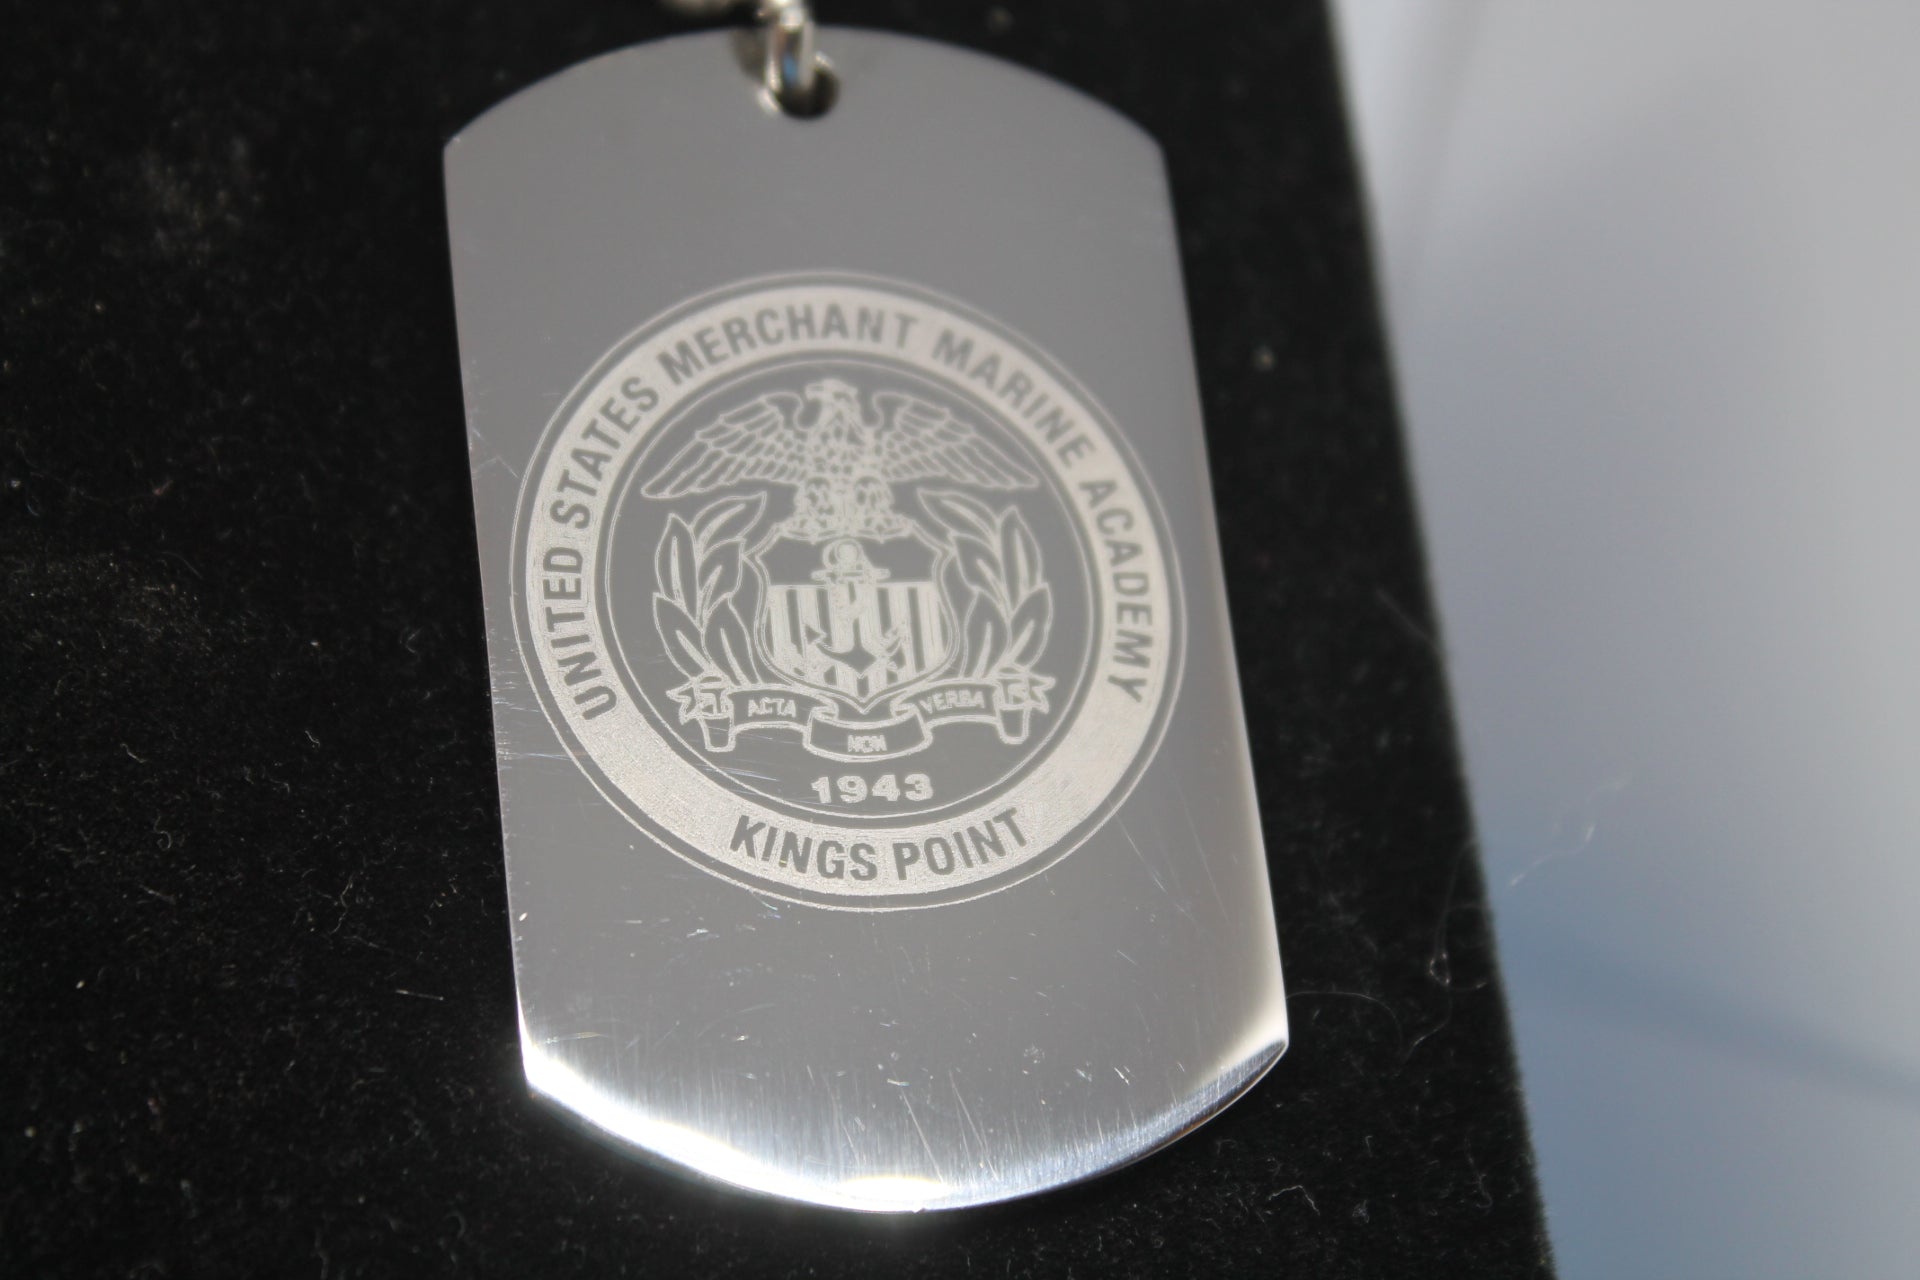 UNITED STATES MERCHANT MARINE ACADEMY
ACTA NON VERBA
1943
KINGS POINT